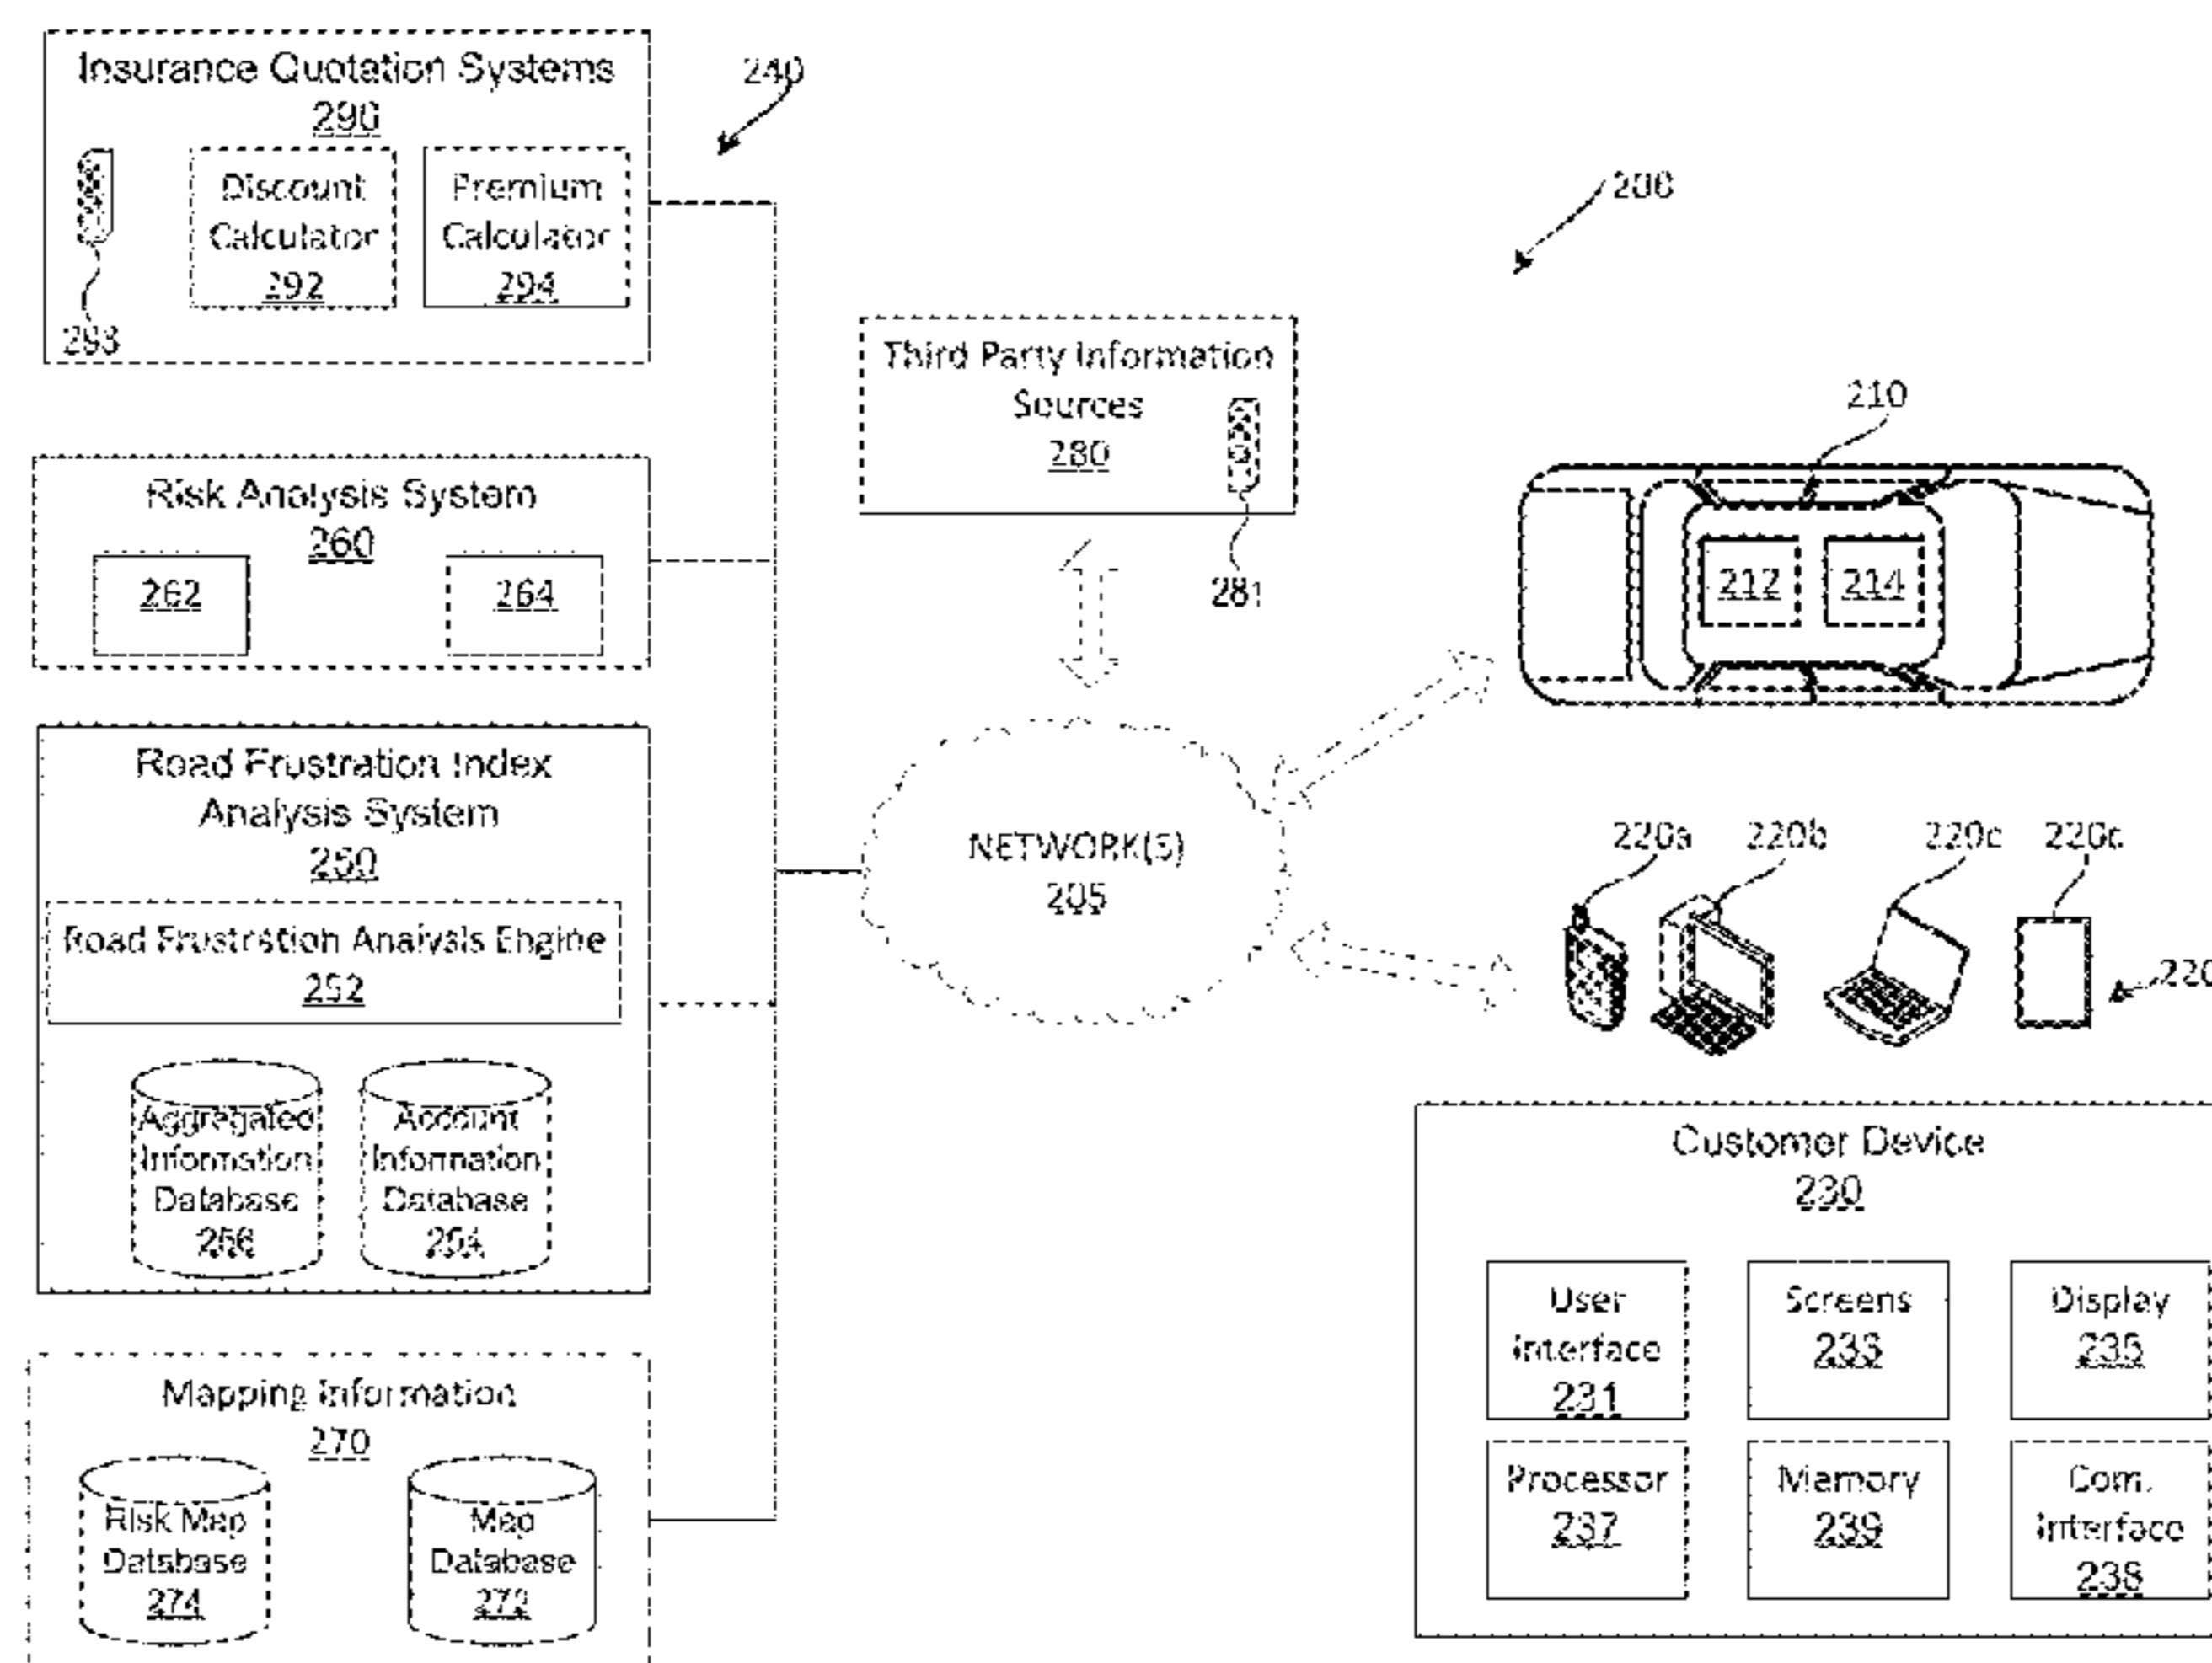 Insurance Quotation Systems
290
Discount
Calculator
292
Premium
Calculator
294
293
240
200
Third Party Information
Sources
280
281
210
212
214
Risk Analysis System
260
262
264
Road Frustration Index
Analysis System
250
Road Frustration Analysis Engine
252
Aggregated
Information
Database
256
Account
Information
Database
254
NETWORK(S)
205
220a
220b
220c
220
Customer Device
230
User
Interface
231
Screens
233
Display
235
Processor
237
Memory
239
Com.
Interface
238
Mapping Information
270
Risk Map
Database
274
Map
Database
272